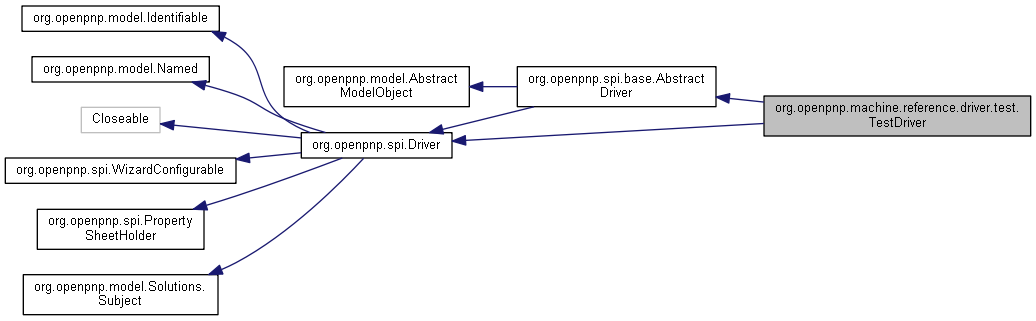 org.openpnp.model.Identifiable
org.openpnp.model.Named
Closeable
org.openpnp.spi.WizardConfigurable
org.openpnp.spi.Property
SheetHolder
org.openpnp.model.Solutions.
Subject
org.openpnp.model.Abstract
ModelObject
org.openpnp.spi.Driver
org.openpnp.spi.base.Abstract
Driver
org.openpnp.machine.reference.driver.test.
TestDriver